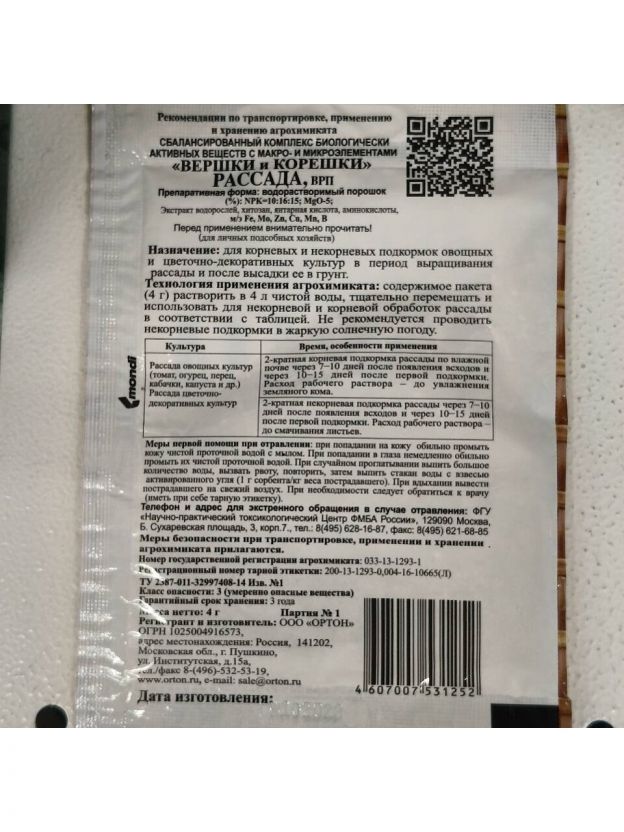 Рекомендации по транспортировке, применению
и хранению агрохимиката
СБАЛАНСИРОВАННЫЙ КОМПЛЕКС БИОЛОГИЧЕСКИ
АКТИВНЫХ ВЕЩЕСТВ С МАКРО- И МИКРОЭЛЕМЕНТАМИ
«ВЕРШКИ и КОРЕШКИ»
РАССАДА, ВРП
Препаративная форма: водорастворимый порошок
(%): NPK=10:16:15; MgO-5;
Экстракт водорослей, хитозан, янтарная кислота, аминокислоты,
м/э Fe, Mo, Zn, Cu, Mn, B
Перед применением внимательно прочитать!
(для личных подсобных хозяйств)
Назначение: для корневых и некорневых подкормок овощных
и цветочно-декоративных культур в период выращивания
рассады и после высадки ее в грунт.
Технология применения агрохимиката: содержимое пакета
(4 г) растворить в 4 л чистой воды, тщательно перемешать и
использовать для некорневой и корневой обработок рассады
в соответствии с таблицей. Не рекомендуется проводить
некорневые подкормки в жаркую солнечную погоду.
Культура
Время, особенности применения
Рассада овощных культур
(томат, огурец, перец,
кабачки, капуста и др.)
Рассада цветочно-
декоративных культур
2-кратная корневая подкормка рассады по влажной
почве через 7–10 дней после появления всходов и
через 10–15 дней после первой подкормки.
Расход рабочего раствора – до увлажнения
земляного кома.
2-кратная некорневая подкормка рассады через 7–10
дней после появления всходов и через 10–15 дней
после первой подкормки. Расход рабочего раствора –
до смачивания листьев.
mondi
Меры первой помощи при отравлении: при попадании на кожу обильно промыть
кожу чистой проточной водой с мылом. При попадании в глаза немедленно обильно
промыть их чистой проточной водой. При случайном проглатывании выпить большое
количество воды, вызвать рвоту, повторить, затем выпить стакан воды с взвесью
активированного угля (1 г сорбента/кг веса пострадавшего). При вдыхании вывести
пострадавшего на свежий воздух. При необходимости следует обратиться к врачу
(иметь при себе тарную этикетку).
Телефон и адрес для экстренного обращения в случае отравления: ФГУ
«Научно-практический токсикологический Центр ФМБА России», 129090 Москва,
Б. Сухаревская площадь, 3, корп.7., тел.: 8(495) 628-16-87, факс: 8(495) 621-68-85
Меры безопасности при транспортировке, применении и хранении
агрохимиката прилагаются.
Номер государственной регистрации агрохимиката: 033-13-1293-1
Регистрационный номер тарной этикетки: 200-13-1293-0,004-16-10665(Л)
ТУ 2387-011-32997408-14 Изв. №1
Класс опасности: 3 (умеренно опасные вещества)
Гарантийный срок хранения: 3 года
Масса нетто: 4 г Партия № 1
Регистрант и изготовитель: ООО «ОРТОН»
ОГРН 1025004916573,
адрес местонахождения: Россия, 141202,
Московская обл., г. Пушкино,
ул. Институтская, д.15а,
тел./факс 8-(496)-532-53-19,
www.orton.ru, e-mail: sale@orton.ru
Дата изготовления:
4 607007 531252